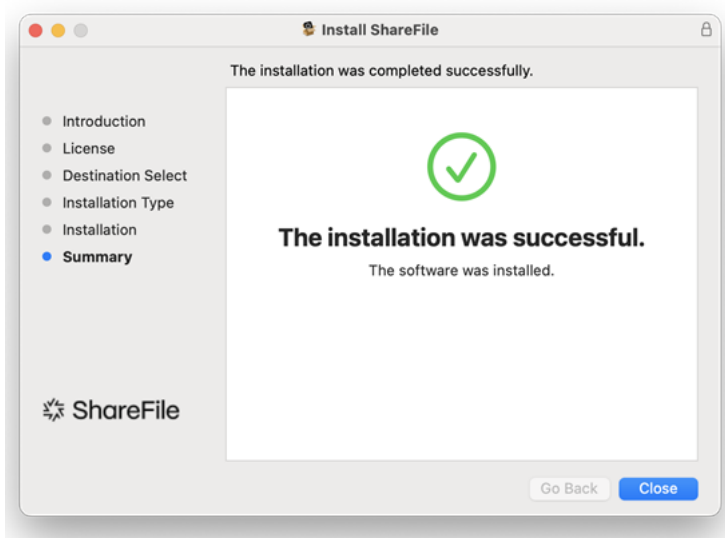 Install ShareFile
The installation was completed successfully.
Introduction
License
Destination Select
Installation Type
Installation
Summary
The installation was successful.
The software was installed.
ShareFile
Go Back
Close